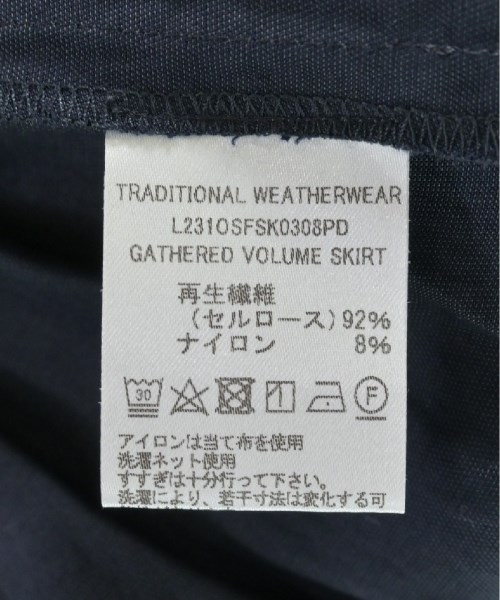 TRADITIONAL WEATHERWEAR
L231OSFSK0308PD
GATHERED VOLUME SKIRT
再生繊維
(セルロース)92%
ナイロン 8%
30
F
アイロンは当て布を使用
洗濯ネット使用
すすぎは十分行って下さい。
洗濯により、若干寸法は変化する可